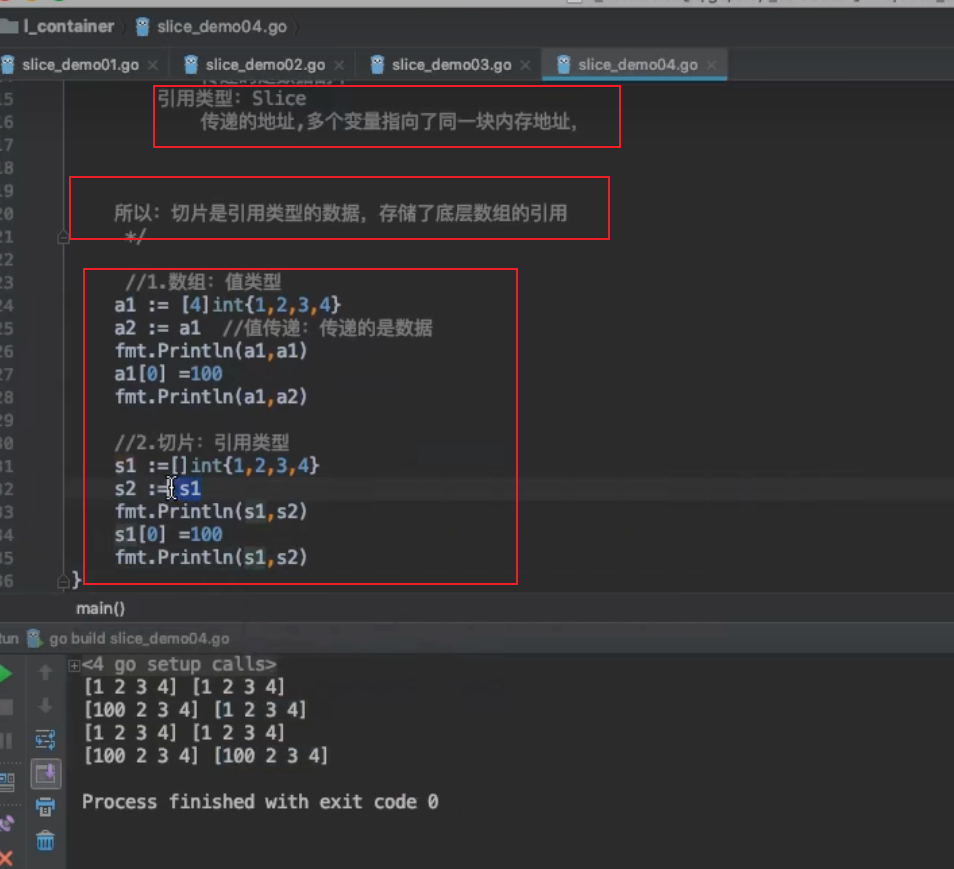 l_container slice_demo04.go
slice_demo01.go slice_demo02.go slice_demo03.go slice_demo04.go
15 引用类型：Slice
16 传递的地址,多个变量指向了同一块内存地址,
17
18
19
20 所以：切片是引用类型的数据，存储了底层数组的引用
21 */
22
23 //1.数组：值类型
24 a1 := [4]int{1,2,3,4}
25 a2 := a1 //值传递：传递的是数据
26 fmt.Println(a1,a1)
27 a1[0] =100
28 fmt.Println(a1,a2)
29
30 //2.切片：引用类型
31 s1 :=[]int{1,2,3,4}
32 s2 := s1
33 fmt.Println(s1,s2)
34 s1[0] =100
35 fmt.Println(s1,s2)
36 }
main()
un go build slice_demo04.go
<4 go setup calls>
[1 2 3 4] [1 2 3 4]
[100 2 3 4] [1 2 3 4]
[1 2 3 4] [1 2 3 4]
[100 2 3 4] [100 2 3 4]
Process finished with exit code 0